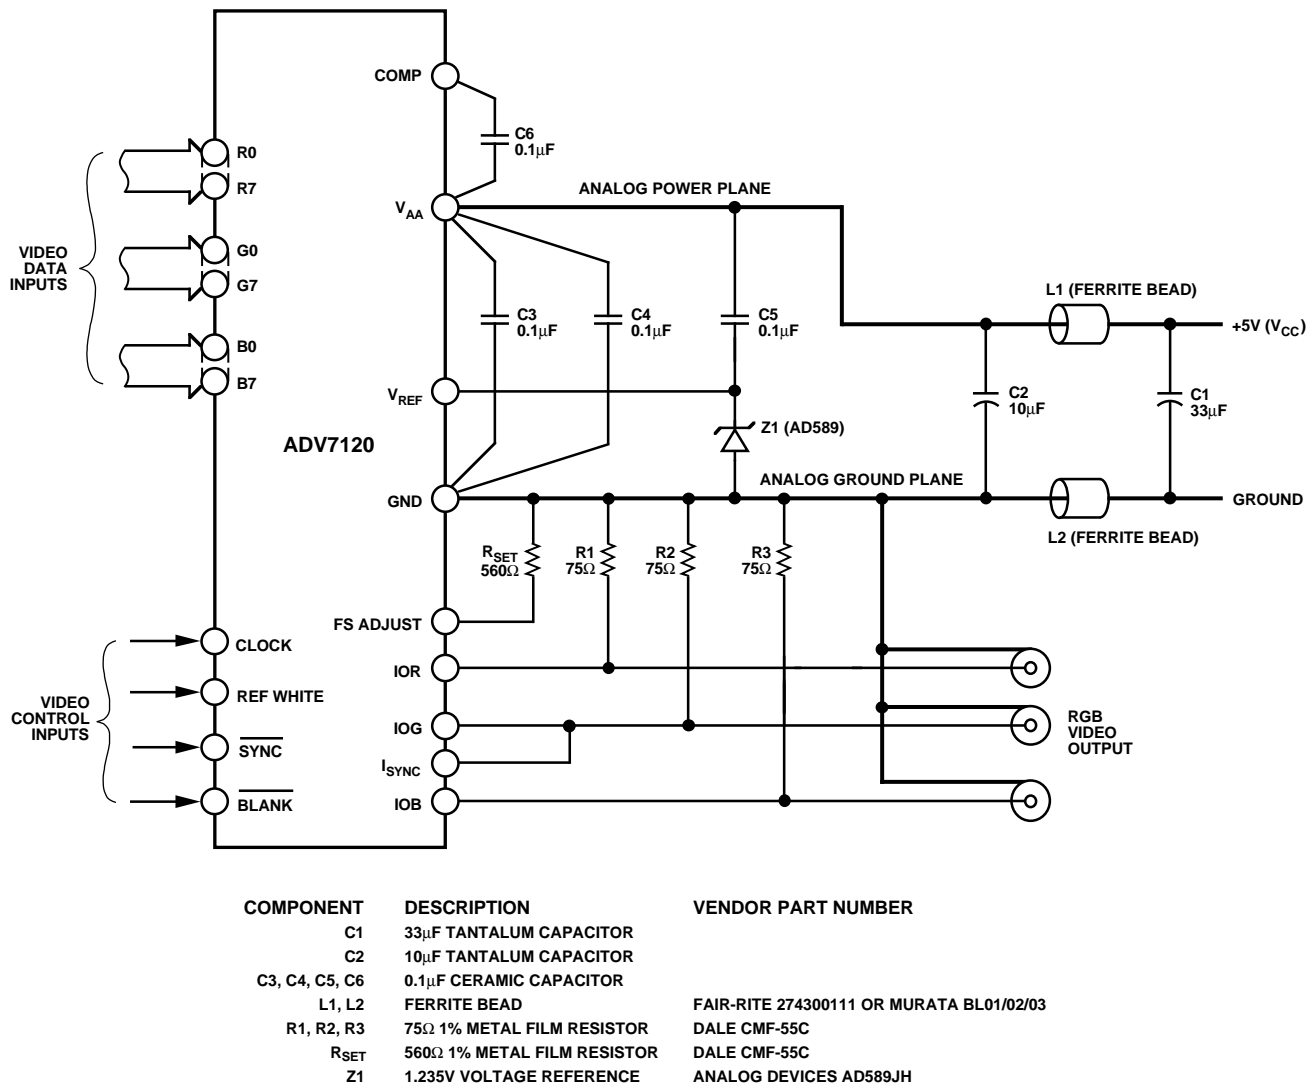 COMP
C6
0.1μF
R0
R7
ANALOG POWER PLANE
VAA
VIDEO
DATA
INPUTS
G0
G7
L1 (FERRITE BEAD)
C3
0.1μF
C4
0.1μF
C5
0.1μF
+5V (VCC)
B0
B7
VREF
C2
10μF
C1
33μF
ADV7120
Z1 (AD589)
ANALOG GROUND PLANE
GND
GROUND
L2 (FERRITE BEAD)
RSET
560Ω
R1
75Ω
R2
75Ω
R3
75Ω
FS ADJUST
CLOCK
IOR
VIDEO
CONTROL
INPUTS
REF WHITE
IOG
RGB
VIDEO
OUTPUT
SYNC
ISYNC
BLANK
IOB
COMPONENT DESCRIPTION VENDOR PART NUMBER
C1 33μF TANTALUM CAPACITOR
C2 10μF TANTALUM CAPACITOR
C3, C4, C5, C6 0.1μF CERAMIC CAPACITOR
L1, L2 FERRITE BEAD FAIR-RITE 274300111 OR MURATA BL01/02/03
R1, R2, R3 75Ω 1% METAL FILM RESISTOR DALE CMF-55C
RSET 560Ω 1% METAL FILM RESISTOR DALE CMF-55C
Z1 1.235V VOLTAGE REFERENCE ANALOG DEVICES AD589JH